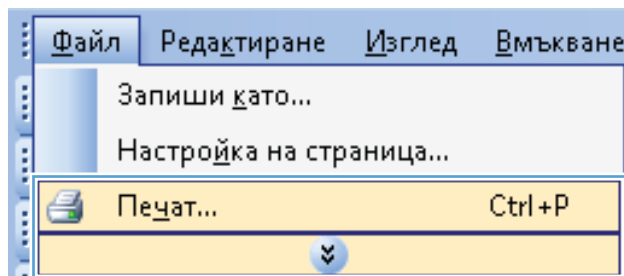 Файл Редактиране Изглед Вмъкване
Запиши като...
Настройка на страница...
Печат... Ctrl+P